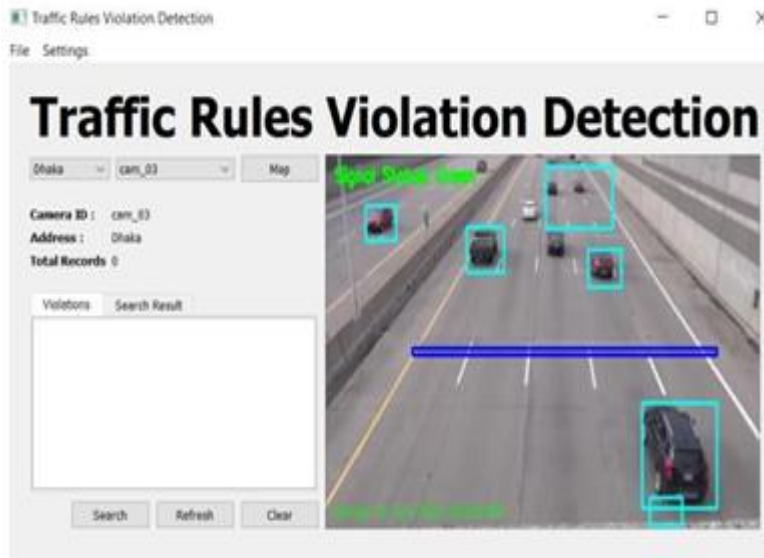 Traffic Rules Violation Detection
File Settings
Traffic Rules Violation Detection
Dhaka cam_03 Map
Signal Status: Green
Camera ID : cam_03
Address : Dhaka
Total Records 0
Violations Search Result
Search Refresh Clear